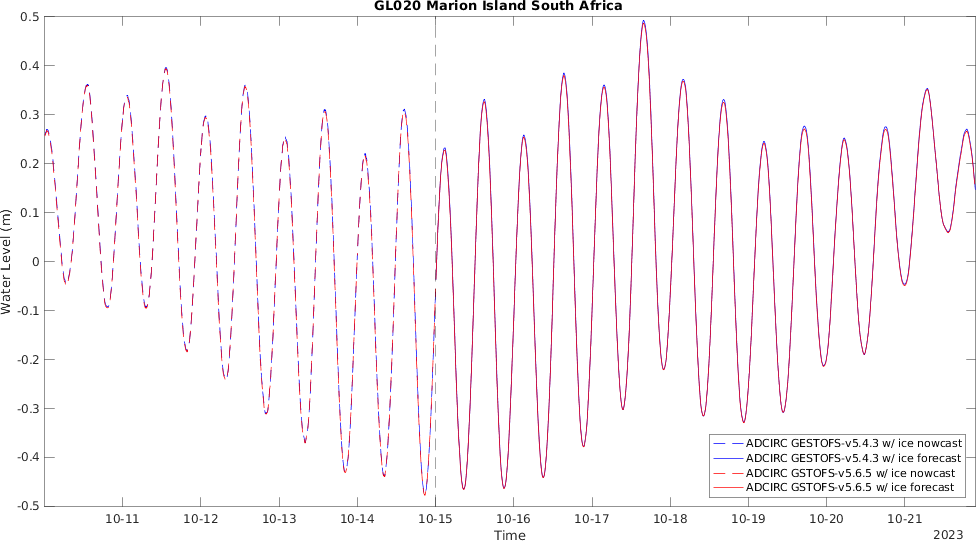 GL020 Marion Island South Africa
Water Level (m)
0.5
0.4
0.3
0.2
0.1
0
-0.1
-0.2
-0.3
-0.4
-0.5
ADCIRC GESTOFS-v5.4.3 w/ ice nowcast
ADCIRC GESTOFS-v5.4.3 w/ ice forecast
ADCIRC GSTOFS-v5.6.5 w/ ice nowcast
ADCIRC GSTOFS-v5.6.5 w/ ice forecast
10-11 10-12 10-13 10-14 10-15 10-16 10-17 10-18 10-19 10-20 10-21
Time
2023